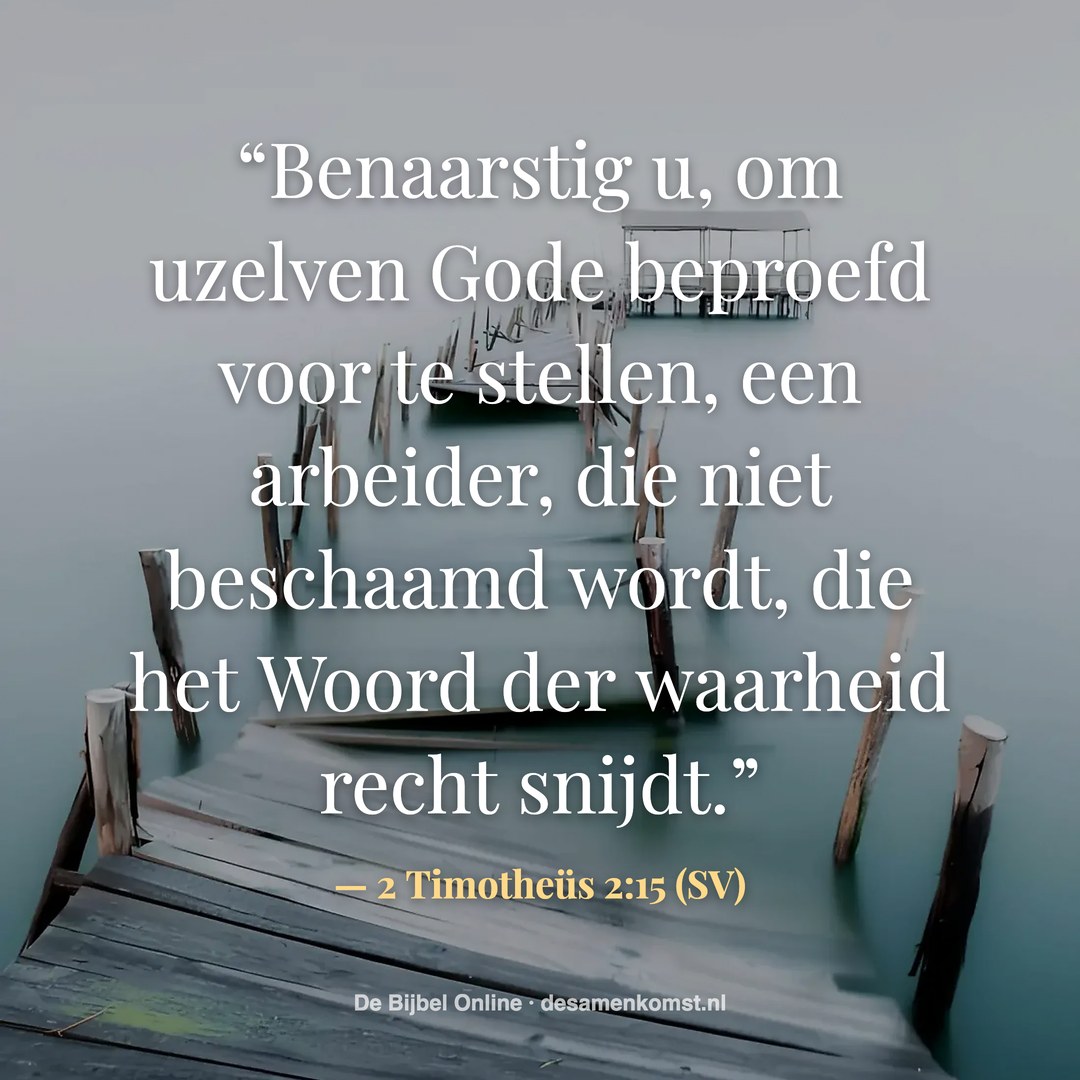 “Benaarstig u, om
uzelven Gode beproefd
voor te stellen, een
arbeider, die niet
beschaamd wordt, die
het Woord der waarheid
recht snijdt.”
— 2 Timotheüs 2:15 (SV)
De Bijbel Online · desamenkomst.nl